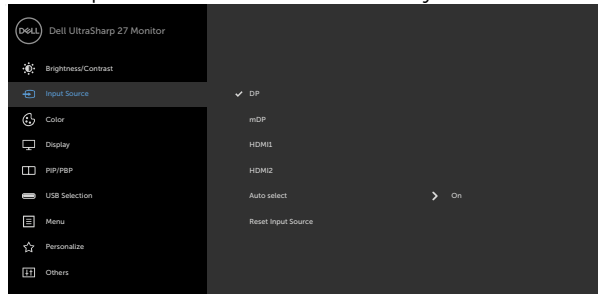 DELL Dell UltraSharp 27 Monitor
Brightness/Contrast
Input Source ✓ DP
Color mDP
Display HDMI1
PIP/PBP HDMI2
USB Selection Auto select > On
Menu Reset Input Source
Personalize
Others